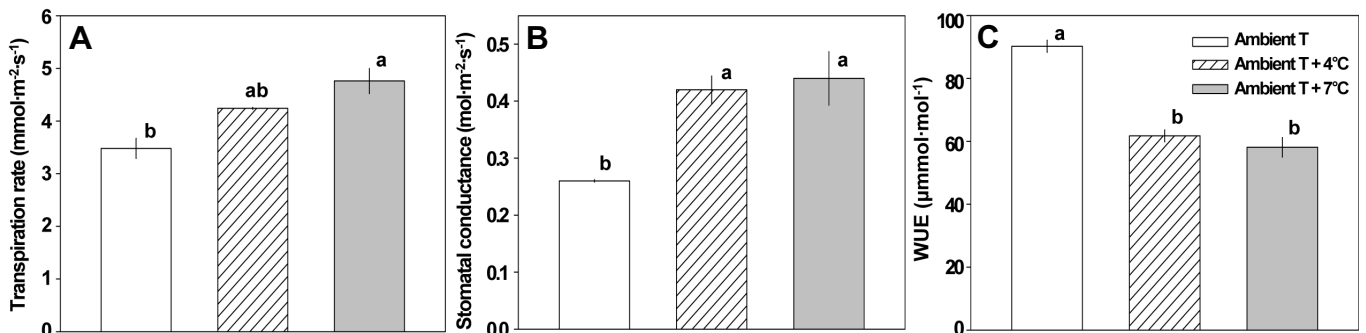 A
Transpiration rate (mmol·m⁻²·s⁻¹)
6
5
4
3
2
1
0
b
ab
a
B
Stomatal conductance (mol·m⁻²·s⁻¹)
0.5
0.4
0.3
0.2
0.1
0.0
b
a
a
C
WUE (µmmol·mol⁻¹)
100
80
60
40
20
0
a
b
b
Ambient T
Ambient T + 4°C
Ambient T + 7°C